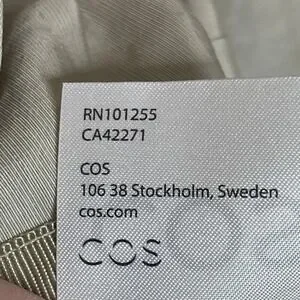 RN101255
CA42271
COS
106 38 Stockholm, Sweden
cos.com
COS